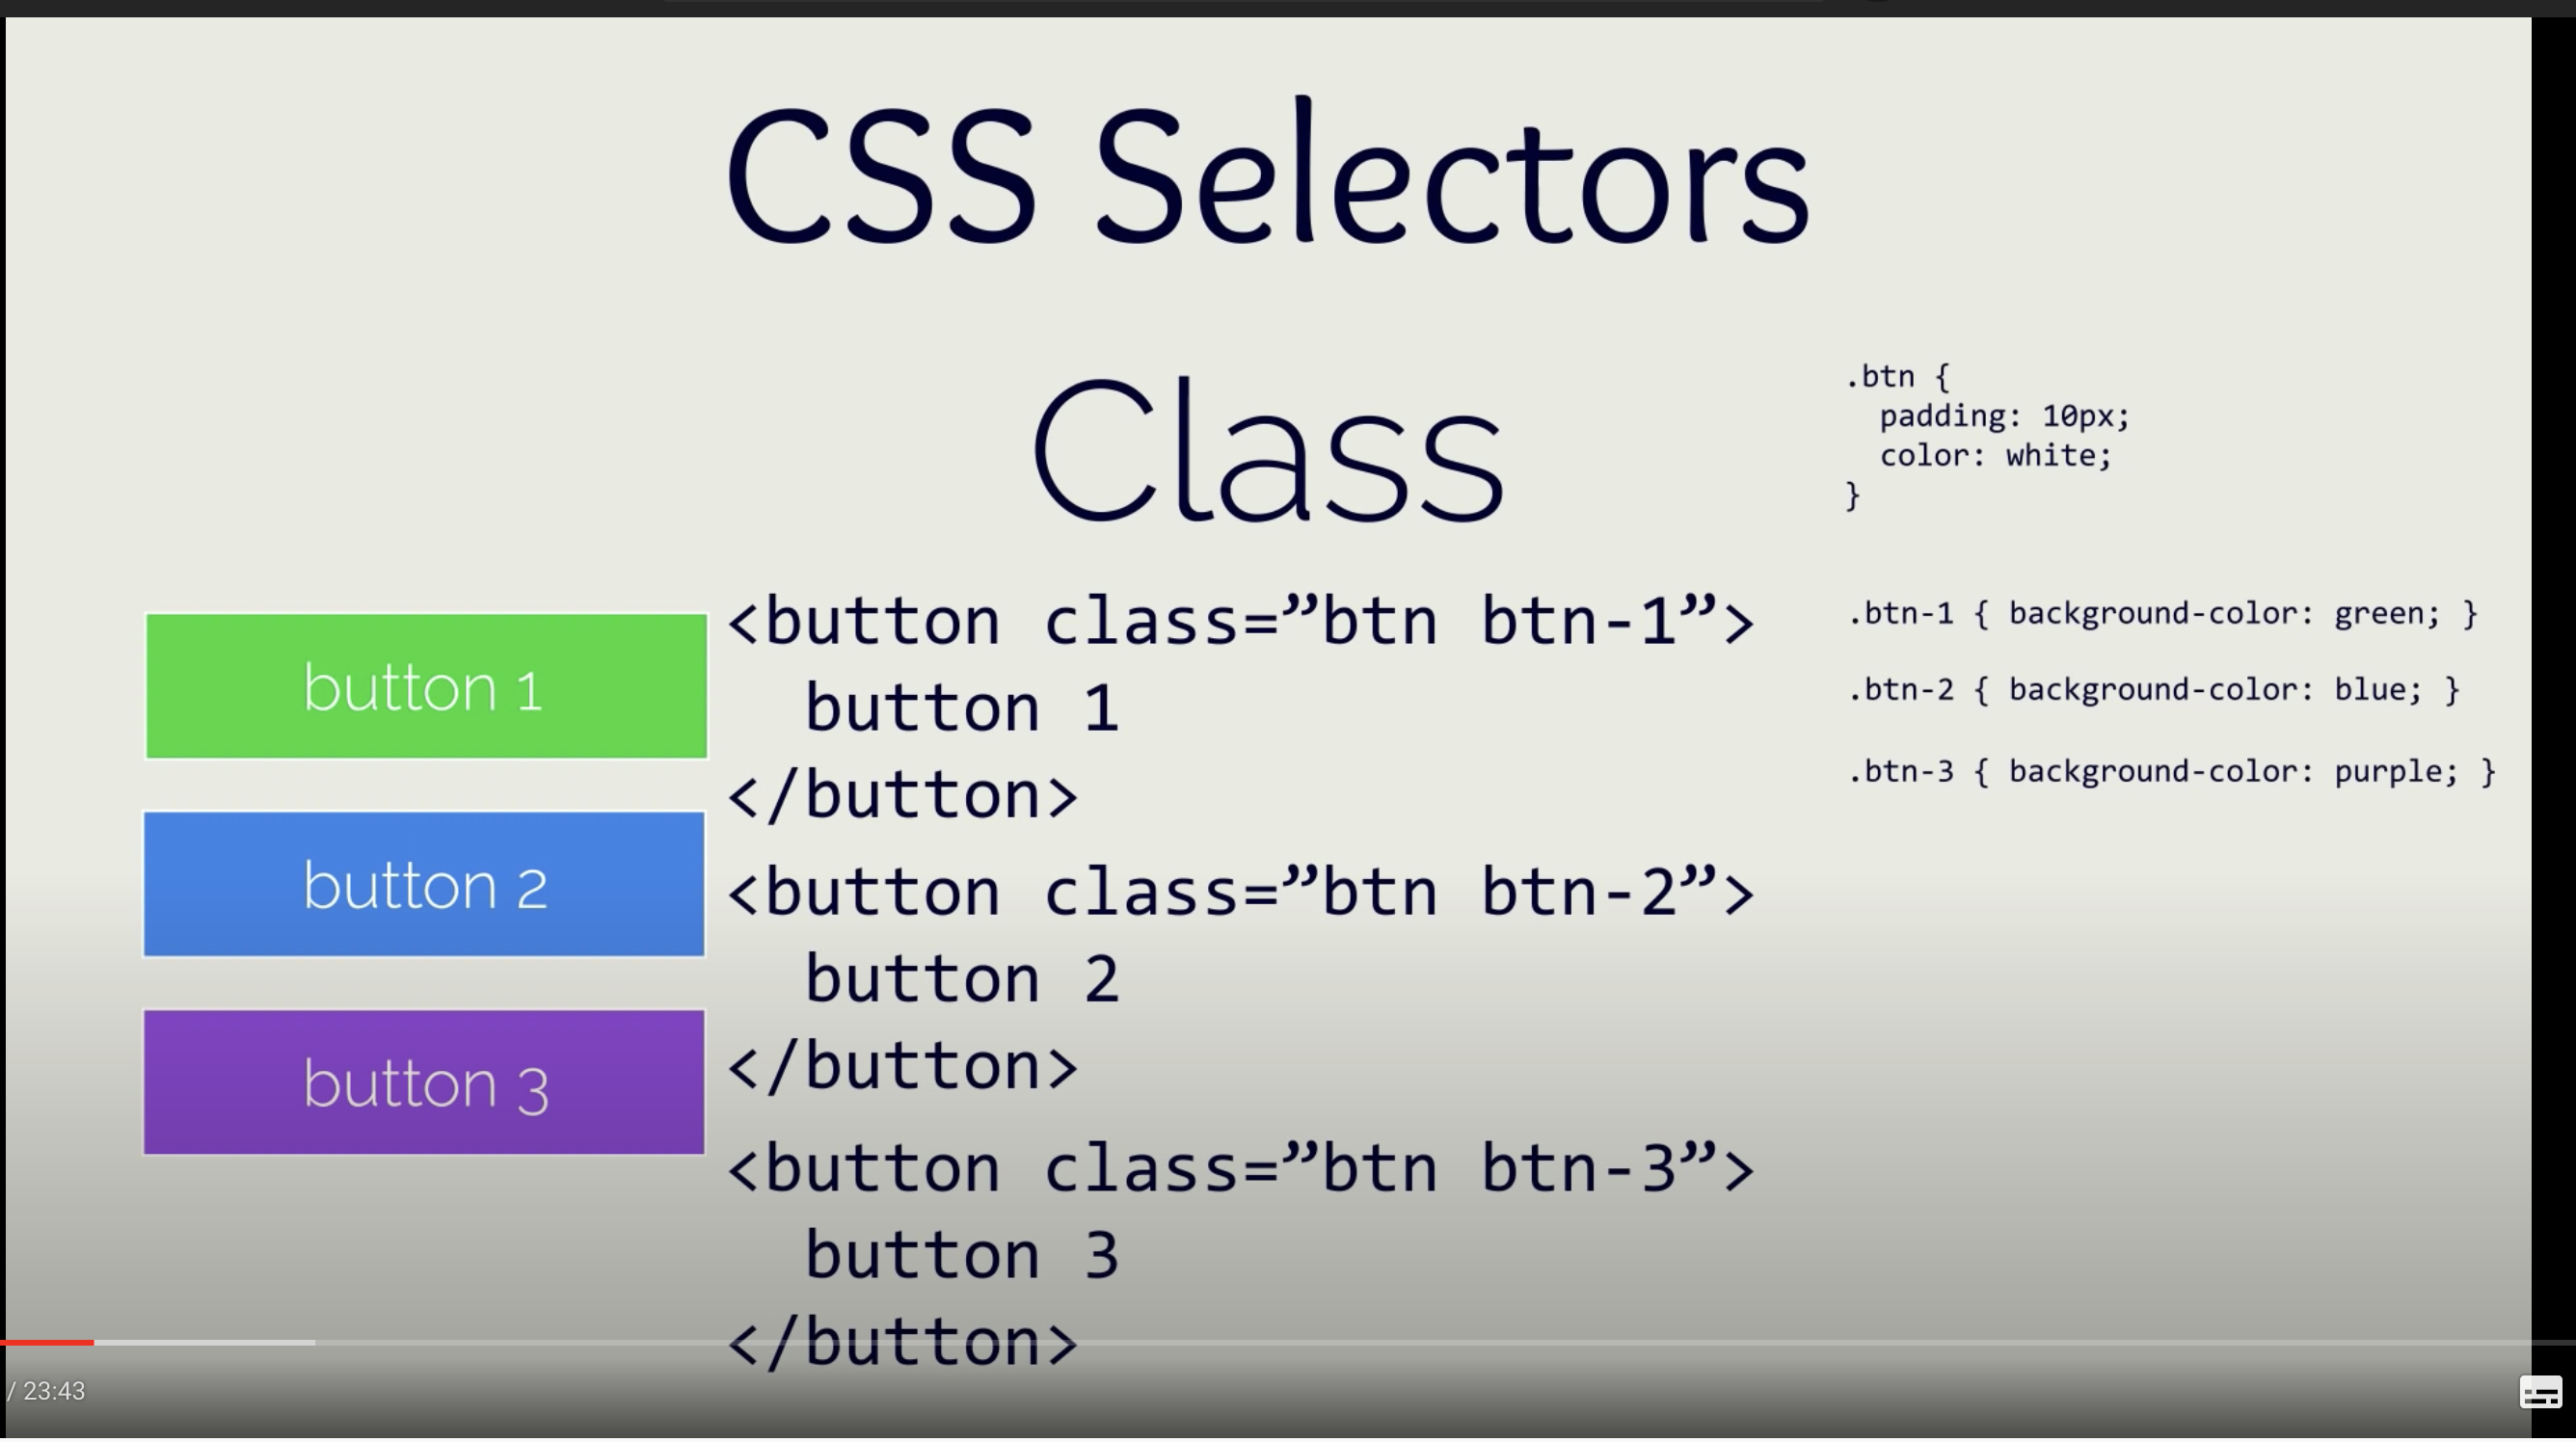 CSS Selectors
Class
.btn {
  padding: 10px;
  color: white;
}
.btn-1 { background-color: green; }
.btn-2 { background-color: blue; }
.btn-3 { background-color: purple; }
button 1
button 2
button 3
<button class=”btn btn-1”>
  button 1
</button>
<button class=”btn btn-2”>
  button 2
</button>
<button class=”btn btn-3”>
  button 3
</button>
/ 23:43